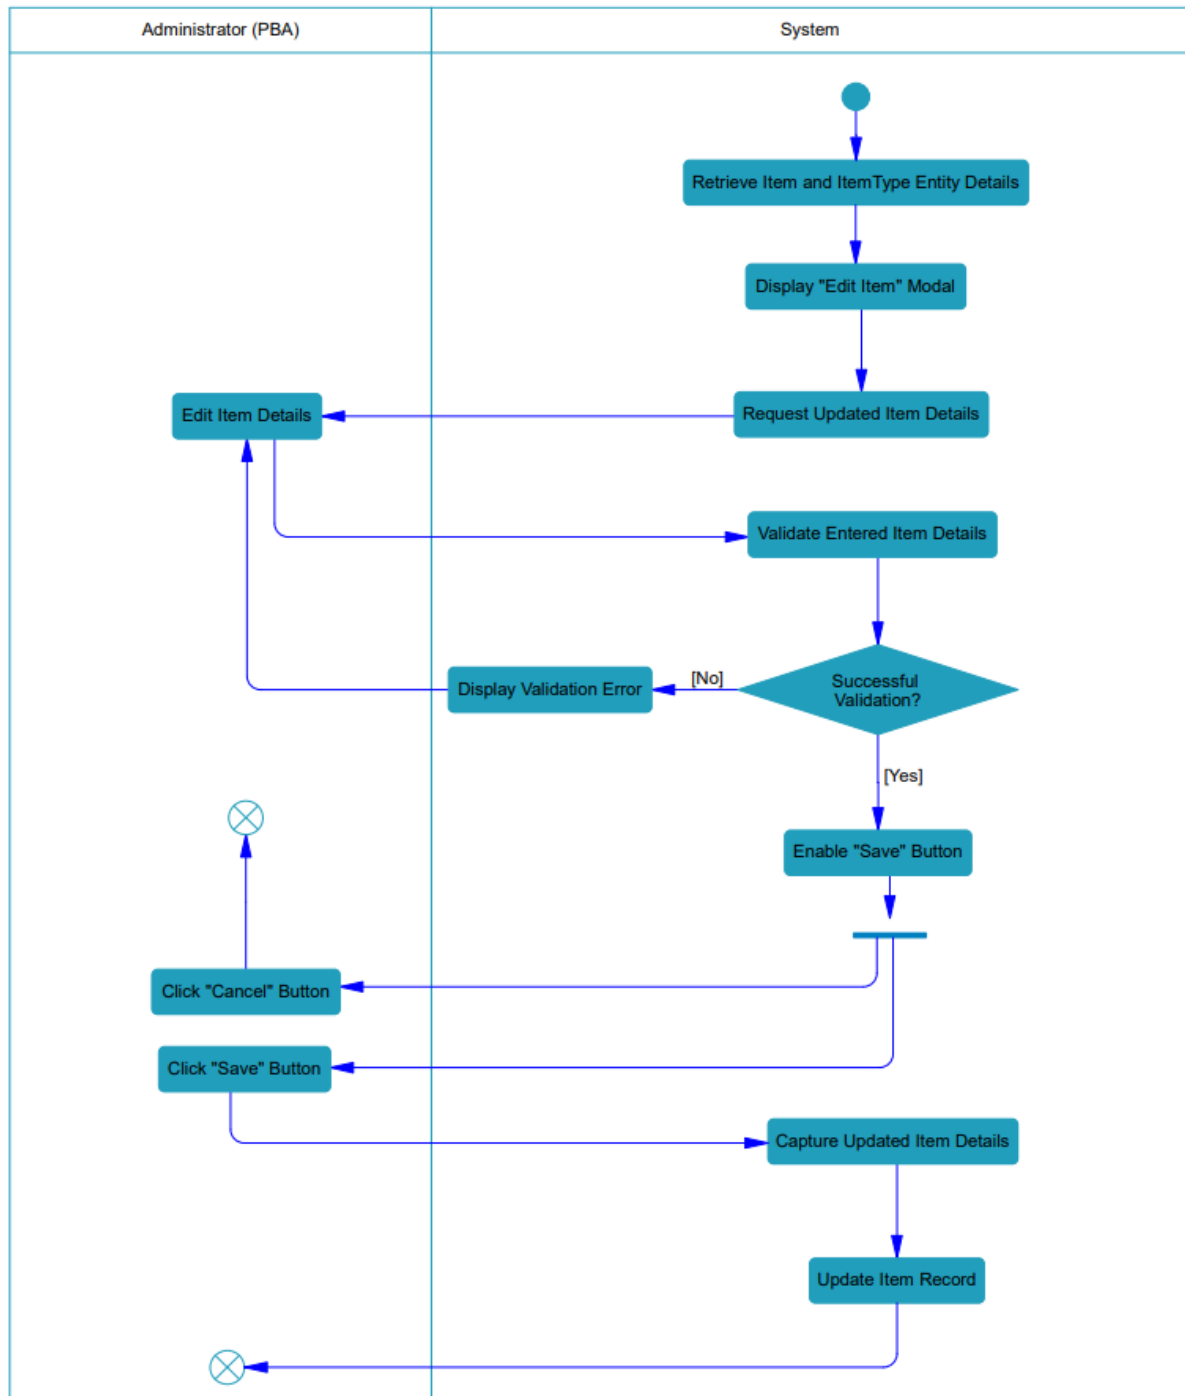 Administrator (PBA)
System
Retrieve Item and ItemType Entity Details
Display "Edit Item" Modal
Edit Item Details
Request Updated Item Details
Validate Entered Item Details
Display Validation Error
[No]
Successful
Validation?
[Yes]
Enable "Save" Button
Click "Cancel" Button
Click "Save" Button
Capture Updated Item Details
Update Item Record